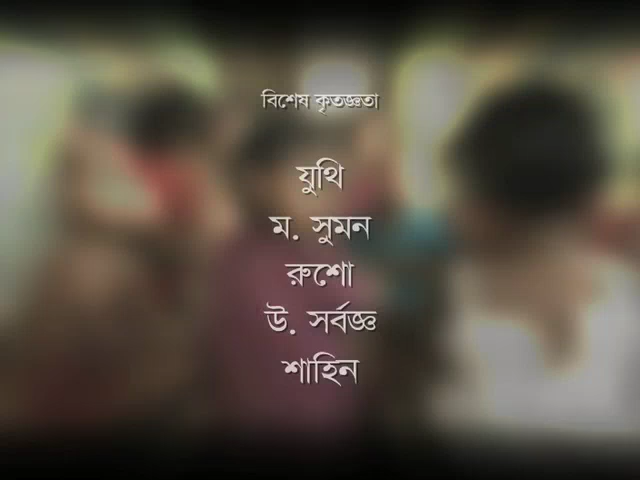 বিশেষ কৃতজ্ঞতা
যুথি
ম. সুমন
রুশো
উ. সর্বজ্ঞ
শাহিন